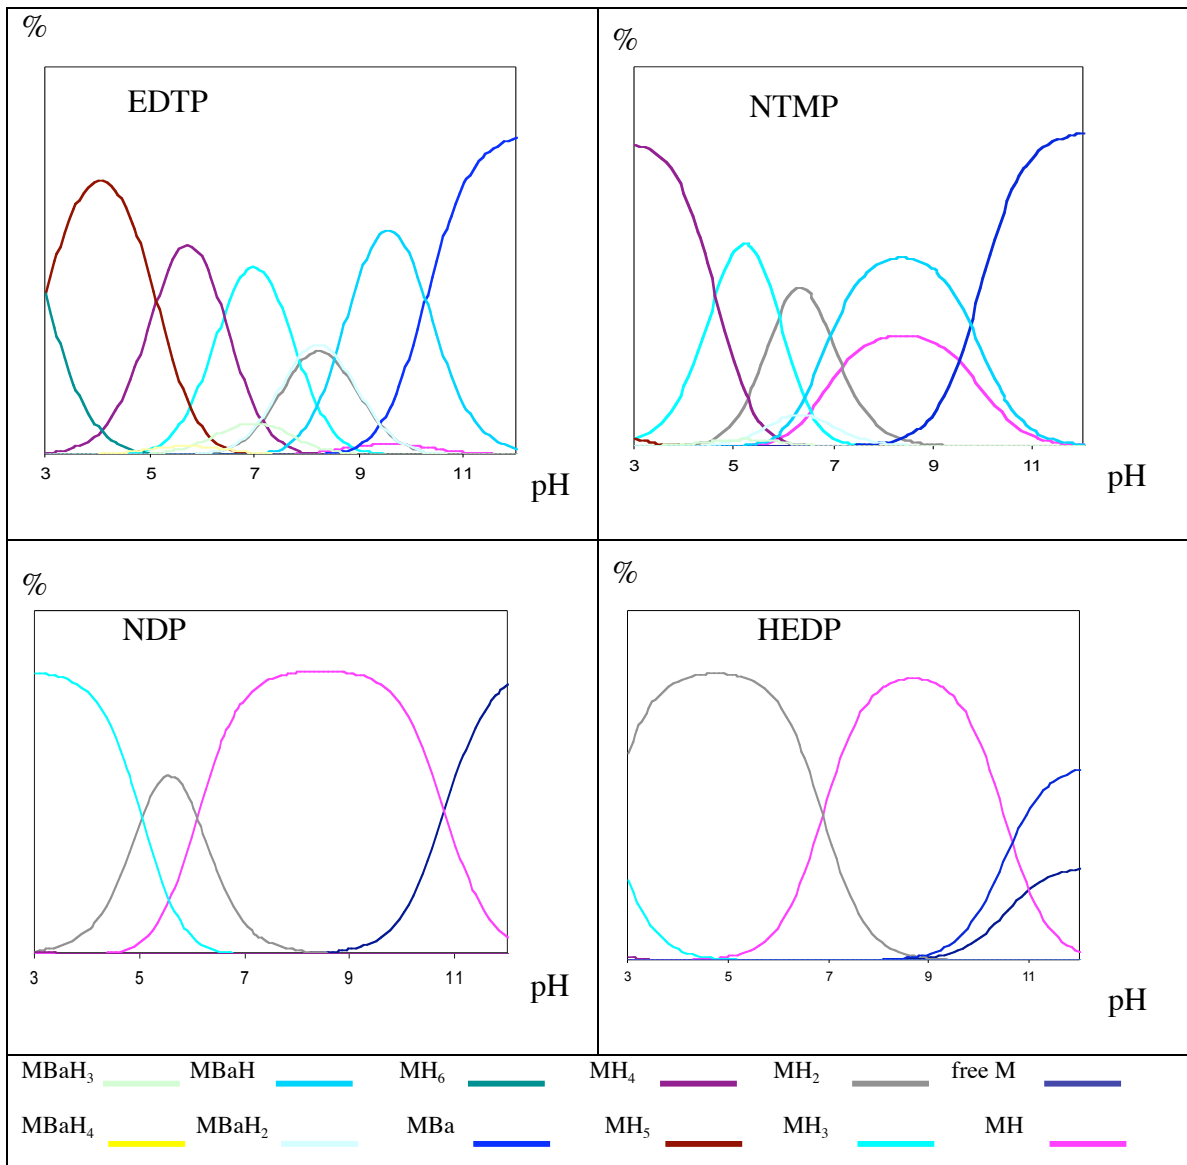 %
EDTP
3 5 7 9 11
pH
%
NTMP
3 5 7 9 11
pH
%
NDP
3 5 7 9 11
pH
%
HEDP
3 5 7 9 11
pH
MBaH₃ MBaH MH₆ MH₄ MH₂ free M
MBaH₄ MBaH₂ MBa MH₅ MH₃ MH